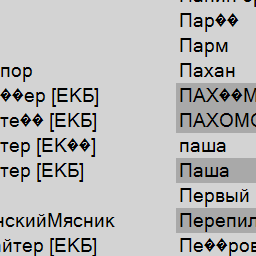 Пар��
Парм
пор Пахан
��ер [ЕКБ] ПАХ��М
те�� [ЕКБ] ПАХОМО
тер [ЕК��] паша
тер [ЕКБ] Паша
Первый
нскийМясник Перепил
йтер [ЕКБ] Пе��ров